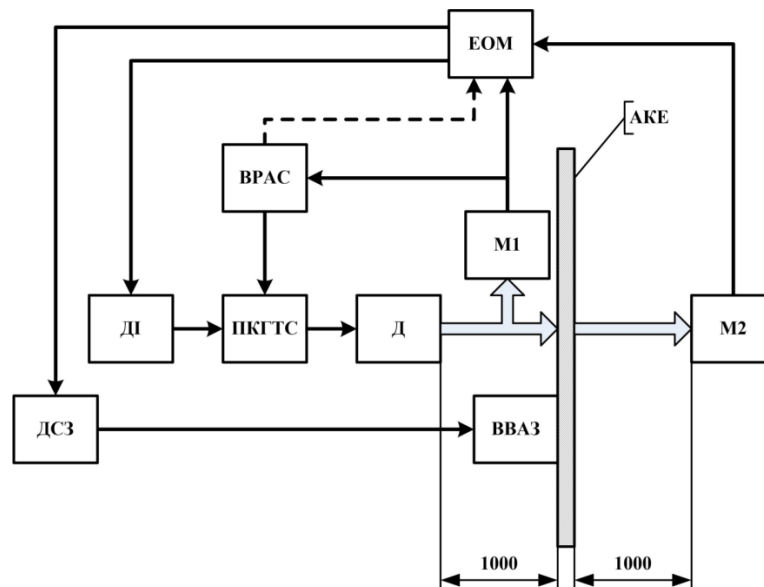 ЕОМ
АКЕ
ВРАС
М1
ДІ
ПКГТС
Д
М2
ДСЗ
ВВАЗ
1000
1000